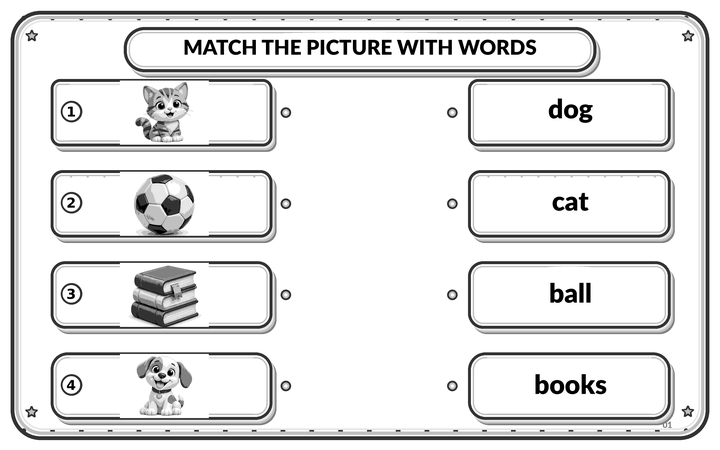 MATCH THE PICTURE WITH WORDS
1
dog
2
cat
3
ball
4
books
01